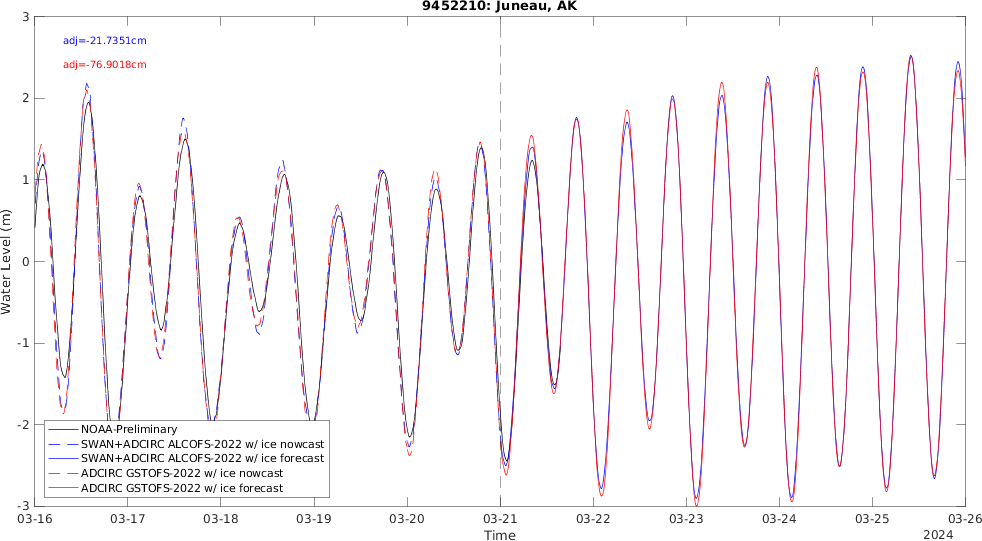 9452210: Juneau, AK
adj=-21.7351cm
adj=-76.9018cm
3
2
1
0
-1
-2
-3
Water Level (m)
NOAA-Preliminary
SWAN+ADCIRC ALCOFS-2022 w/ ice nowcast
SWAN+ADCIRC ALCOFS-2022 w/ ice forecast
ADCIRC GSTOFS-2022 w/ ice nowcast
ADCIRC GSTOFS-2022 w/ ice forecast
03-16 03-17 03-18 03-19 03-20 03-21 03-22 03-23 03-24 03-25 03-26
Time
2024